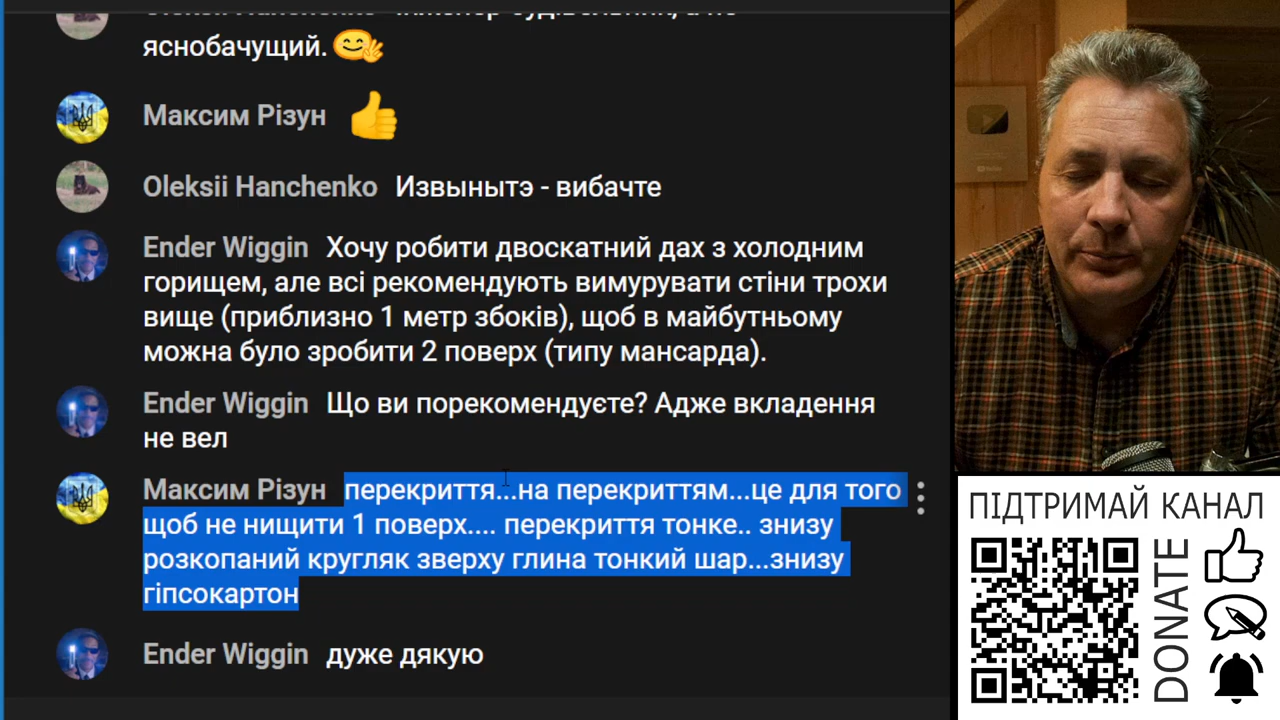 яснобачущий.
Максим Різун
Oleksii Hanchenko Извынытэ - вибачте
Ender Wiggin Хочу робити двоскатний дах з холодним
горищем, але всі рекомендують вимурувати стіни трохи
вище (приблизно 1 метр збоків), щоб в майбутньому
можна було зробити 2 поверх (типу мансарда).
Ender Wiggin Що ви порекомендуєте? Адже вкладення
не вел
Максим Різун перекриття...на перекриттям...це для того
щоб не нищити 1 поверх.... перекриття тонке.. знизу
розкопаний кругляк зверху глина тонкий шар...знизу
гіпсокартон
Ender Wiggin дуже дякую
ПІДТРИМАЙ КАНАЛ
DONATE